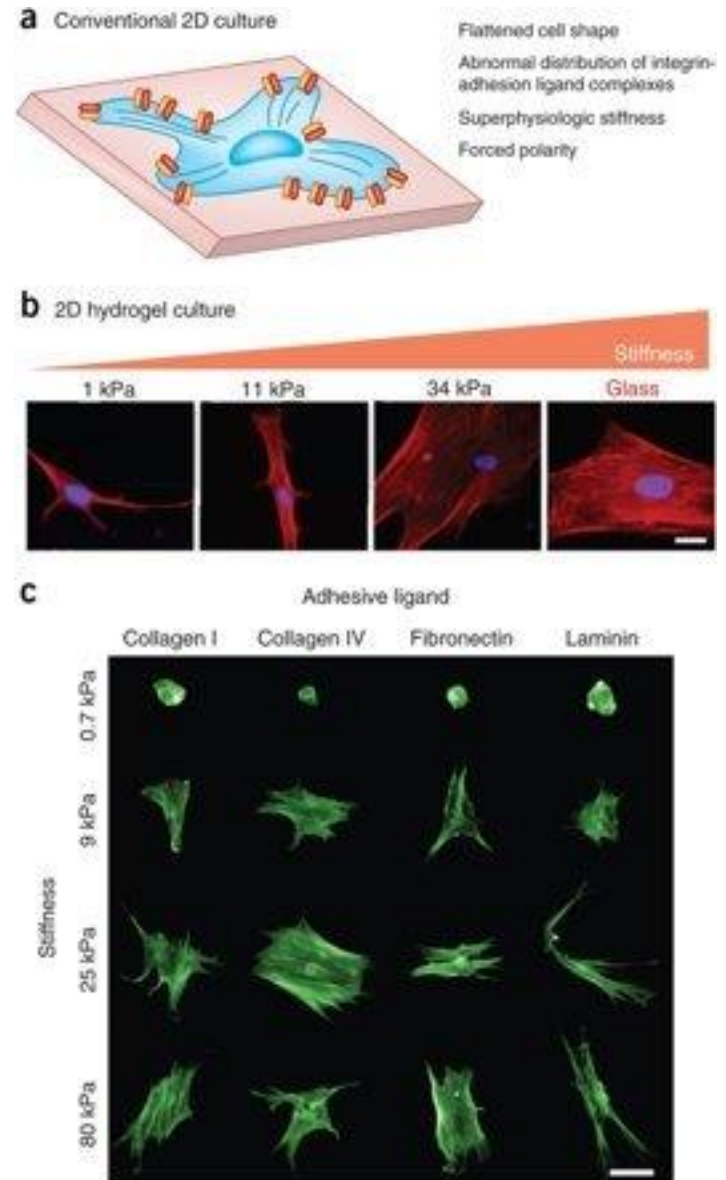 a Conventional 2D culture
Flattened cell shape
Abnormal distribution of integrin-
adhesion ligand complexes
Superphysiologic stiffness
Forced polarity
b 2D hydrogel culture
Stiffness
1 kPa 11 kPa 34 kPa Glass
c Adhesive ligand
Collagen I Collagen IV Fibronectin Laminin
Stiffness
0.7 kPa
9 kPa
25 kPa
80 kPa